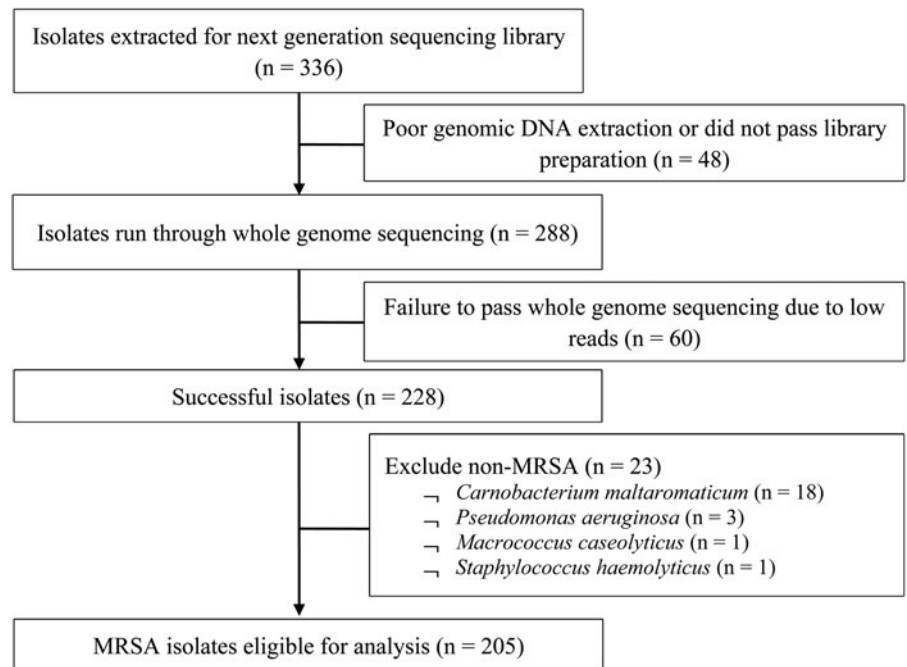 Isolates extracted for next generation sequencing library
(n = 336)
Poor genomic DNA extraction or did not pass library
preparation (n = 48)
Isolates run through whole genome sequencing (n = 288)
Failure to pass whole genome sequencing due to low
reads (n = 60)
Successful isolates (n = 228)
Exclude non-MRSA (n = 23)
¬ Carnobacterium maltaromaticum (n = 18)
¬ Pseudomonas aeruginosa (n = 3)
¬ Macrococcus caseolyticus (n = 1)
¬ Staphylococcus haemolyticus (n = 1)
MRSA isolates eligible for analysis (n = 205)